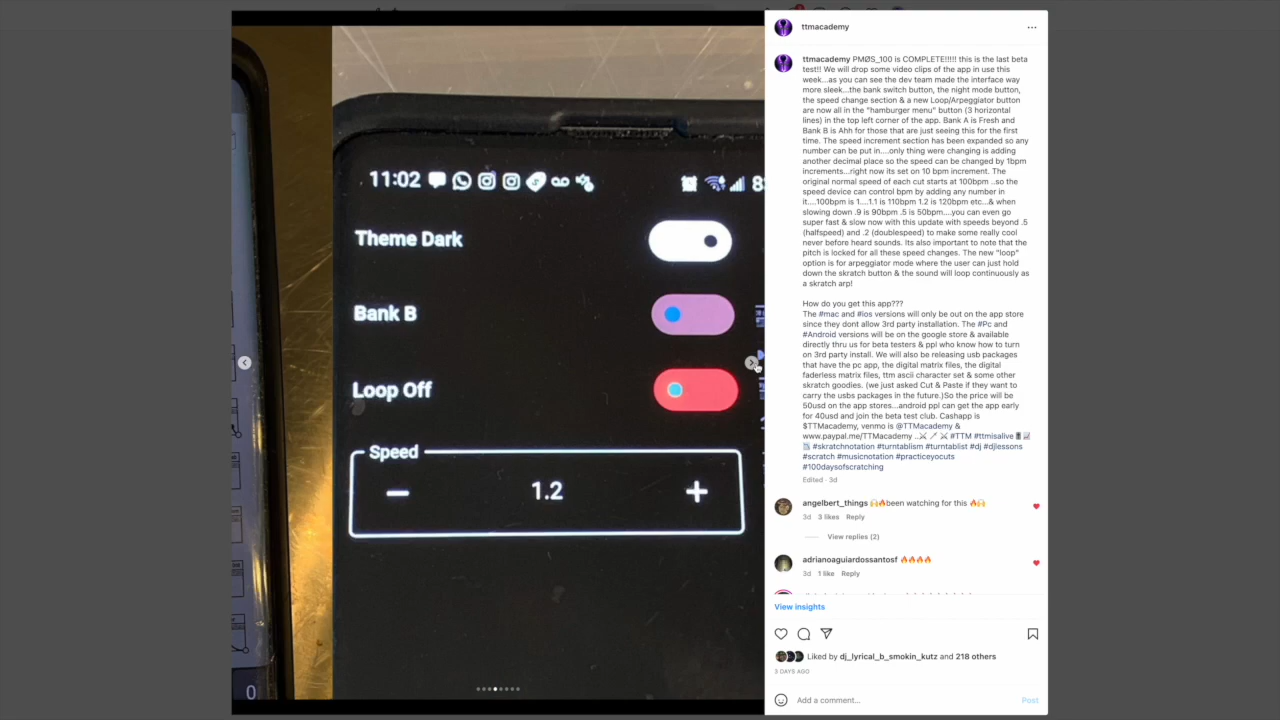 ttmacademy
ttmacademy PMØS_100 is COMPLETE!!!!! this is the last beta
test!! We will drop some video clips of the app in use this
week...as you can see the dev team made the interface way
more sleek...the bank switch button, the night mode button,
the speed change section & a new Loop/Arpeggiator button
are now all in the "hamburger menu" button (3 horizontal
lines) in the top left corner of the app. Bank A is Fresh and
Bank B is Ahh for those that are just seeing this for the first
time. The speed increment section has been expanded so any
number can be put in....only thing were changing is adding
another decimal place so the speed can be changed by 1bpm
increments...right now its set on 10 bpm increment. The
original normal speed of each cut starts at 100bpm ..so the
speed device can control bpm by adding any number in
it....100bpm is 1....1.1 is 110bpm 1.2 is 120bpm etc...& when
slowing down .9 is 90bpm .5 is 50bpm....you can even go
super fast & slow now with this update with speeds beyond .5
(halfspeed) and .2 (doublespeed) to make some really cool
never before heard sounds. Its also important to note that the
pitch is locked for all these speed changes. The new "loop"
option is for arpeggiator mode where the user can just hold
down the skratch button & the sound will loop continuously as
a skratch arp!
How do you get this app???
The #mac and #ios versions will only be out on the app store
since they dont allow 3rd party installation. The #Pc and
#Android versions will be on the google store & available
directly thru us for beta testers & ppl who know how to turn
on 3rd party install. We will also be releasing usb packages
that have the pc app, the digital matrix files, the digital
faderless matrix files, ttm ascii character set & some other
skratch goodies. (we just asked Cut & Paste if they want to
carry the usbs packages in the future.)So the price will be
50usd on the app stores...android ppl can get the app early
for 40usd and join the beta test club. Cashapp is
$TTMacademy, venmo is @TTMacademy &
www.paypal.me/TTMacademy ..⚔️ 🗡 ⚔️ #TTM #ttmisalive🎚📈
📉 #skratchnotation #turntablism #turntablist #dj #djlessons
#scratch #musicnotation #practiceyocuts
#100daysofscratching
Edited · 3d
angelbert_things 🙌🔥been watching for this 🔥🙌
3d 3 likes Reply
View replies (2)
adrianoaguiardossantosf 🔥🔥🔥🔥
3d 1 like Reply
View insights
Liked by dj_lyrical_b_smokin_kutz and 218 others
3 DAYS AGO
Add a comment...
Post
11:02
Theme Dark
Bank B
Loop Off
Speed
− 1.2 +
0